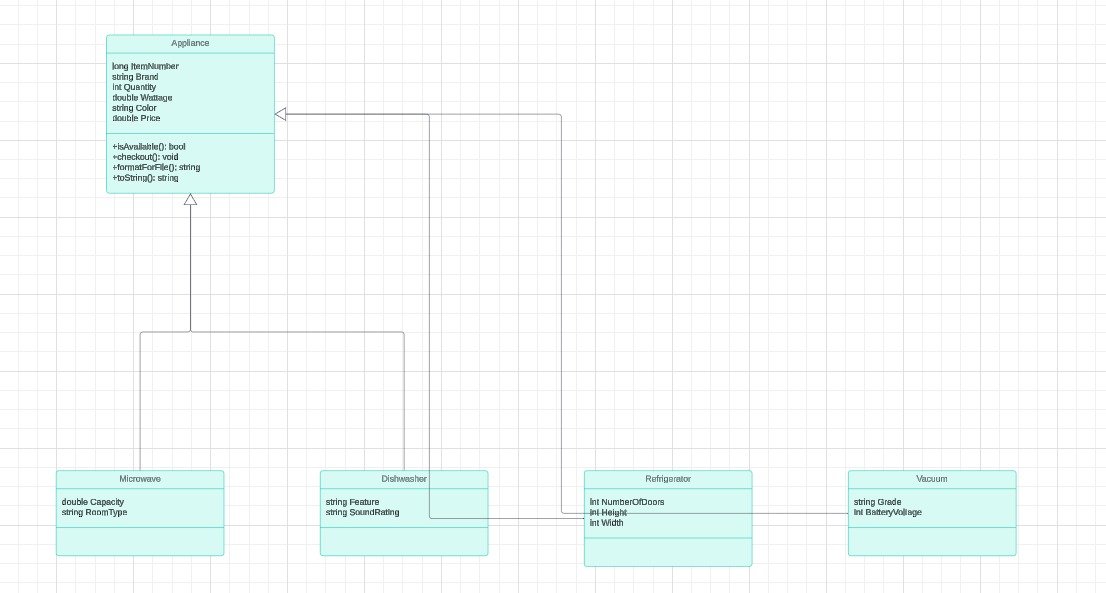 Appliance
long ItemNumber
string Brand
int Quantity
double Wattage
string Color
double Price
+isAvailable(): bool
+checkout(): void
+formatForFile(): string
+toString(): string
Microwave
double Capacity
string RoomType
Dishwasher
string Feature
string SoundRating
Refrigerator
int NumberOfDoors
int Height
int Width
Vacuum
string Grade
int BatteryVoltage